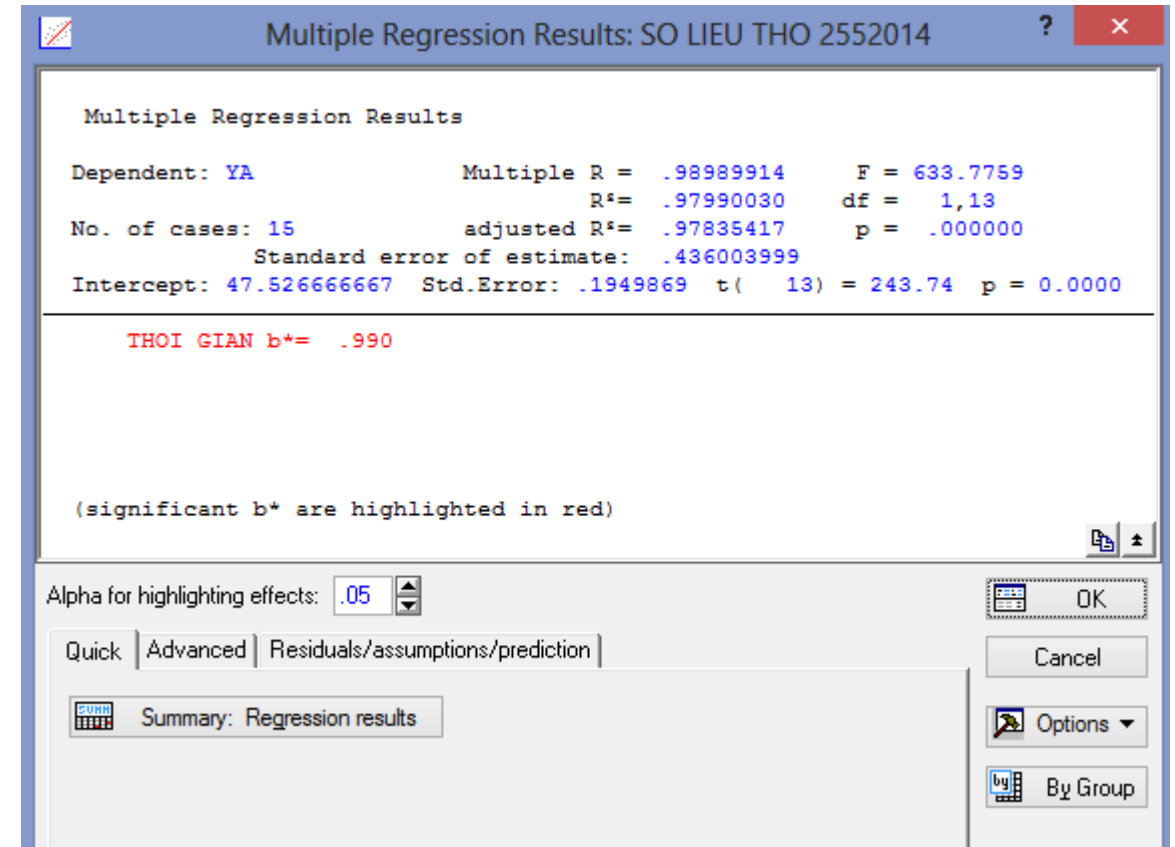 Multiple Regression Results: SO LIEU THO 2552014 ? ×
Multiple Regression Results
Dependent: YA Multiple R = .98989914 F = 633.7759
R²= .97990030 df = 1,13
No. of cases: 15 adjusted R²= .97835417 p = .000000
Standard error of estimate: .436003999
Intercept: 47.526666667 Std.Error: .1949869 t( 13) = 243.74 p = 0.0000
THOI GIAN b*= .990
(significant b* are highlighted in red)
Alpha for highlighting effects: .05
OK
Quick Advanced Residuals/assumptions/prediction
Cancel
SUMM Summary: Regression results
Options
by By Group